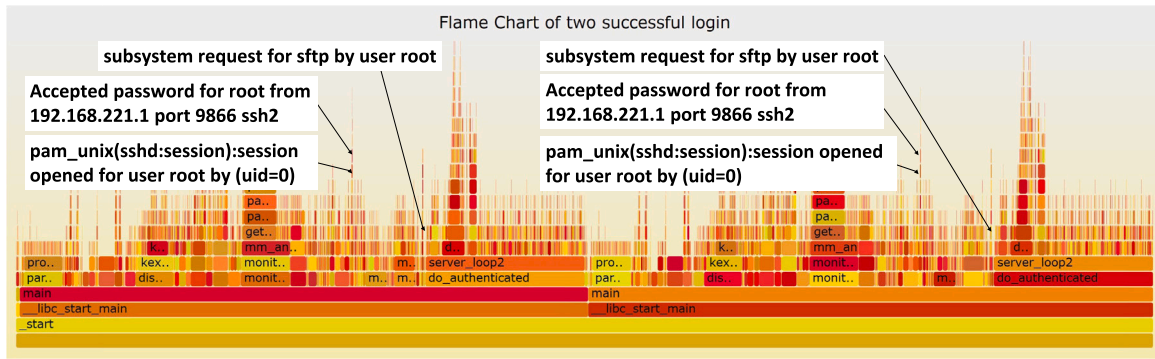 Flame Chart of two successful login
subsystem request for sftp by user root
Accepted password for root from
192.168.221.1 port 9866 ssh2
pam_unix(sshd:session):session
opened for user root by (uid=0)
subsystem request for sftp by user root
Accepted password for root from
192.168.221.1 port 9866 ssh2
pam_unix(sshd:session):session opened
for user root by (uid=0)
pa.. pa..
pa.. pa..
get.. get..
k.. mm_an.. d.. k.. mm_an d..
pro.. kex.. monit.. m.. server_loop2 pro.. kex.. monit.. server_loop2
par.. dis.. monit.. m.. m.. do_authenticated par.. dis.. monit.. m.. do_authenticated
main main
__libc_start_main __libc_start_main
_start